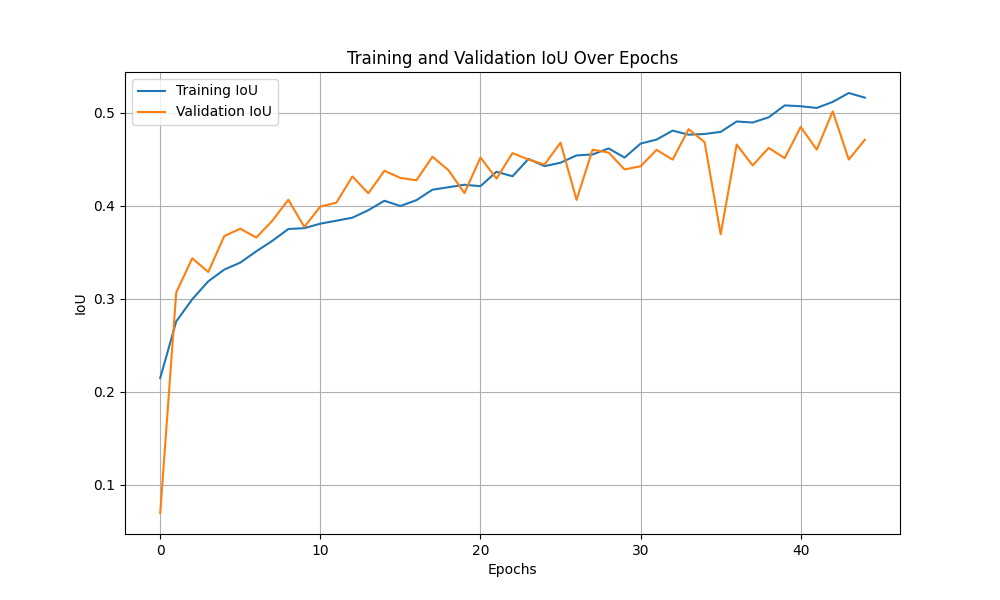 Training and Validation IoU Over Epochs
Training IoU
Validation IoU
0.5
0.4
0.3
0.2
0.1
IoU
0 10 20 30 40
Epochs